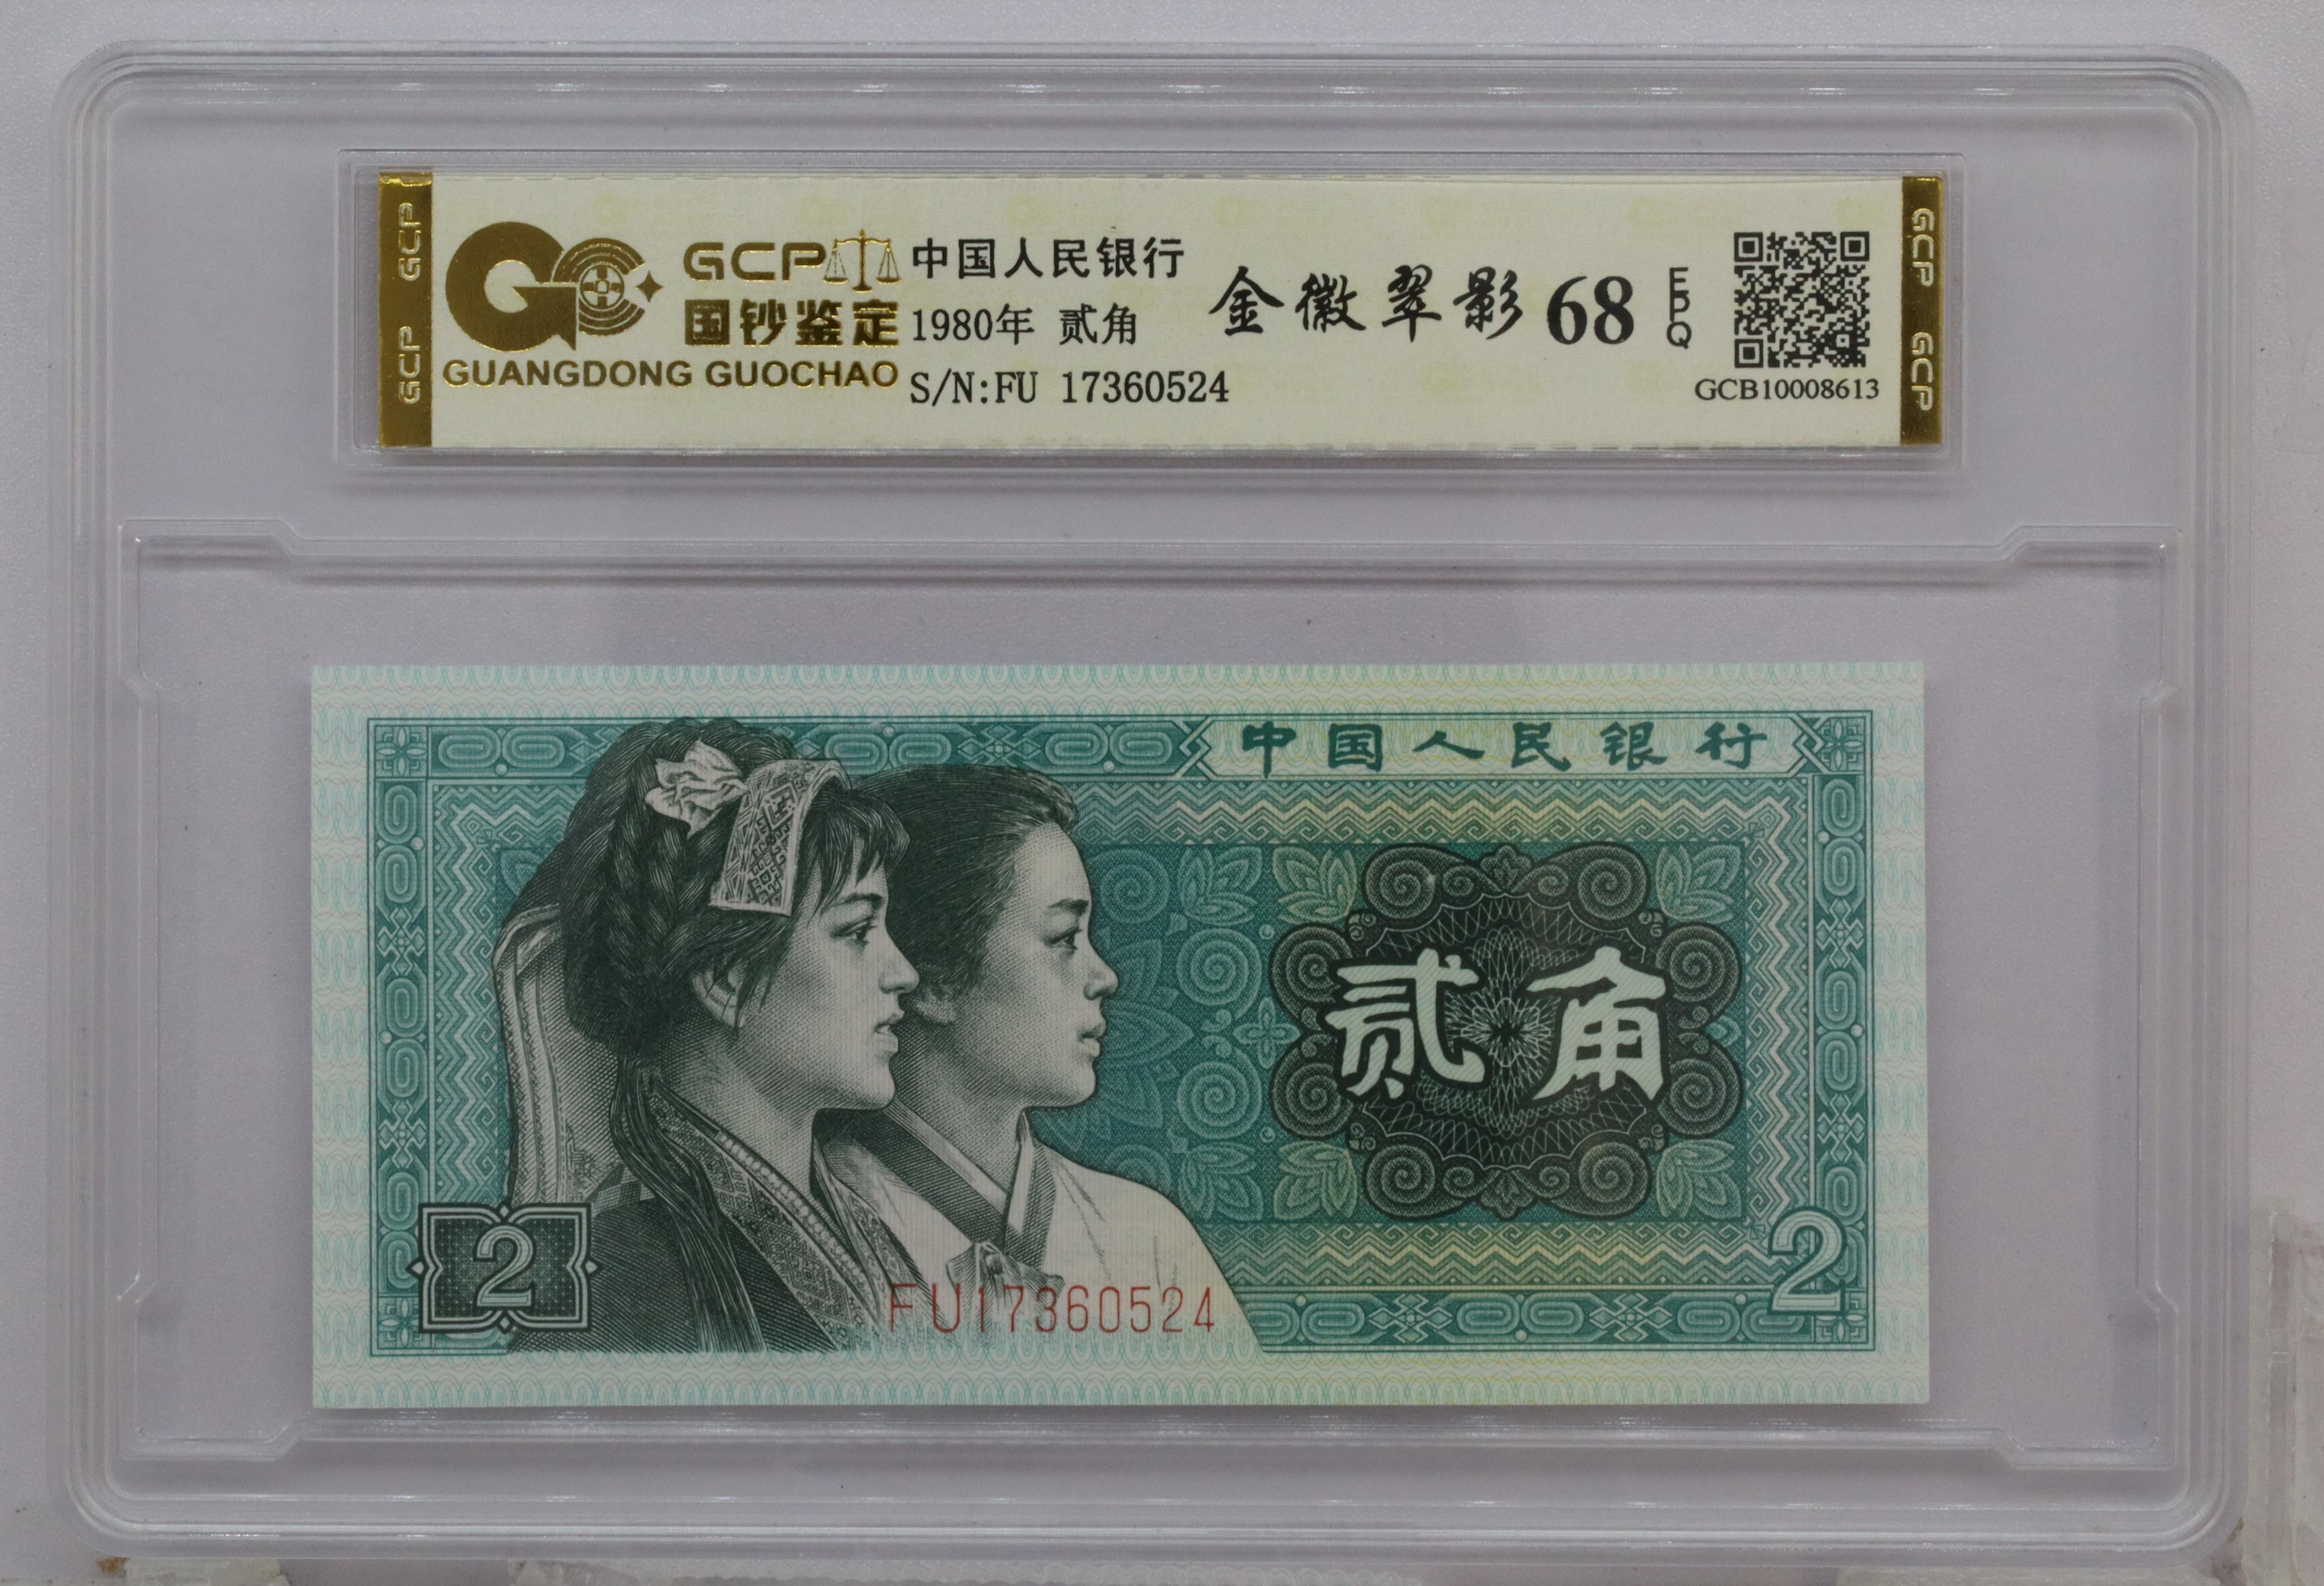 GCP GCP
GCP
国钞鉴定
GUANGDONG GUOCHAO
中国人民银行
1980年 贰角
S/N:FU 17360524
金徽翠影 68 EPQ
GCB10008613
GCP GCP
中国人民银行
贰角
2
FU17360524
2